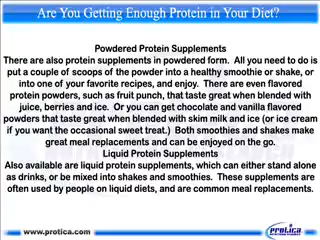 Are You Getting Enough Protein in Your Diet?
Powdered Protein Supplements
There are also protein supplements in powdered form.  All you need to do is
put a couple of scoops of the powder into a healthy smoothie or shake, or
into one of your favorite recipes, and enjoy.  There are even flavored
protein powders, such as fruit punch, that taste great when blended with
juice, berries and ice.  Or you can get chocolate and vanilla flavored
powders that taste great when blended with skim milk and ice (or ice cream
if you want the occasional sweet treat.)  Both smoothies and shakes make
great meal replacements and can be enjoyed on the go.
Liquid Protein Supplements
Also available are liquid protein supplements, which can either stand alone
as drinks, or be mixed into shakes and smoothies.  These supplements are
often used by people on liquid diets, and are common meal replacements.
www.protica.com
protica